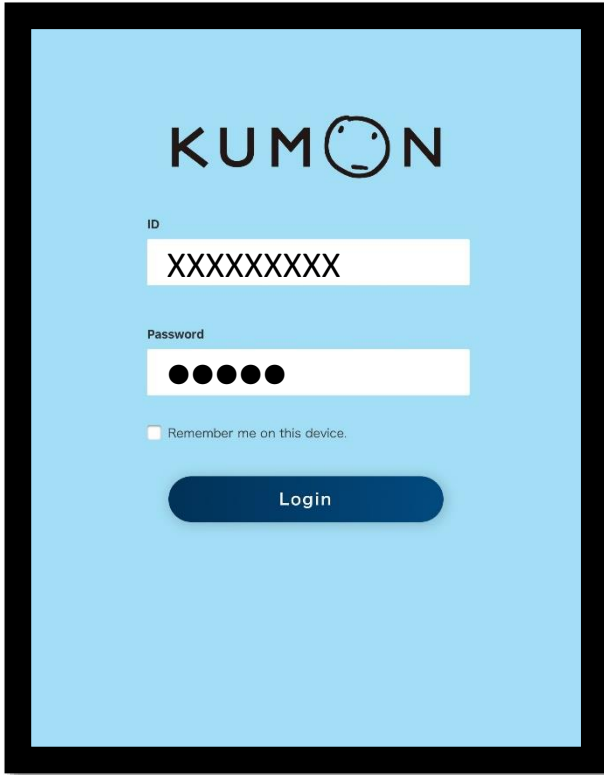 KUMON
ID
XXXXXXXXX
Password
●●●●●
Remember me on this device.
Login